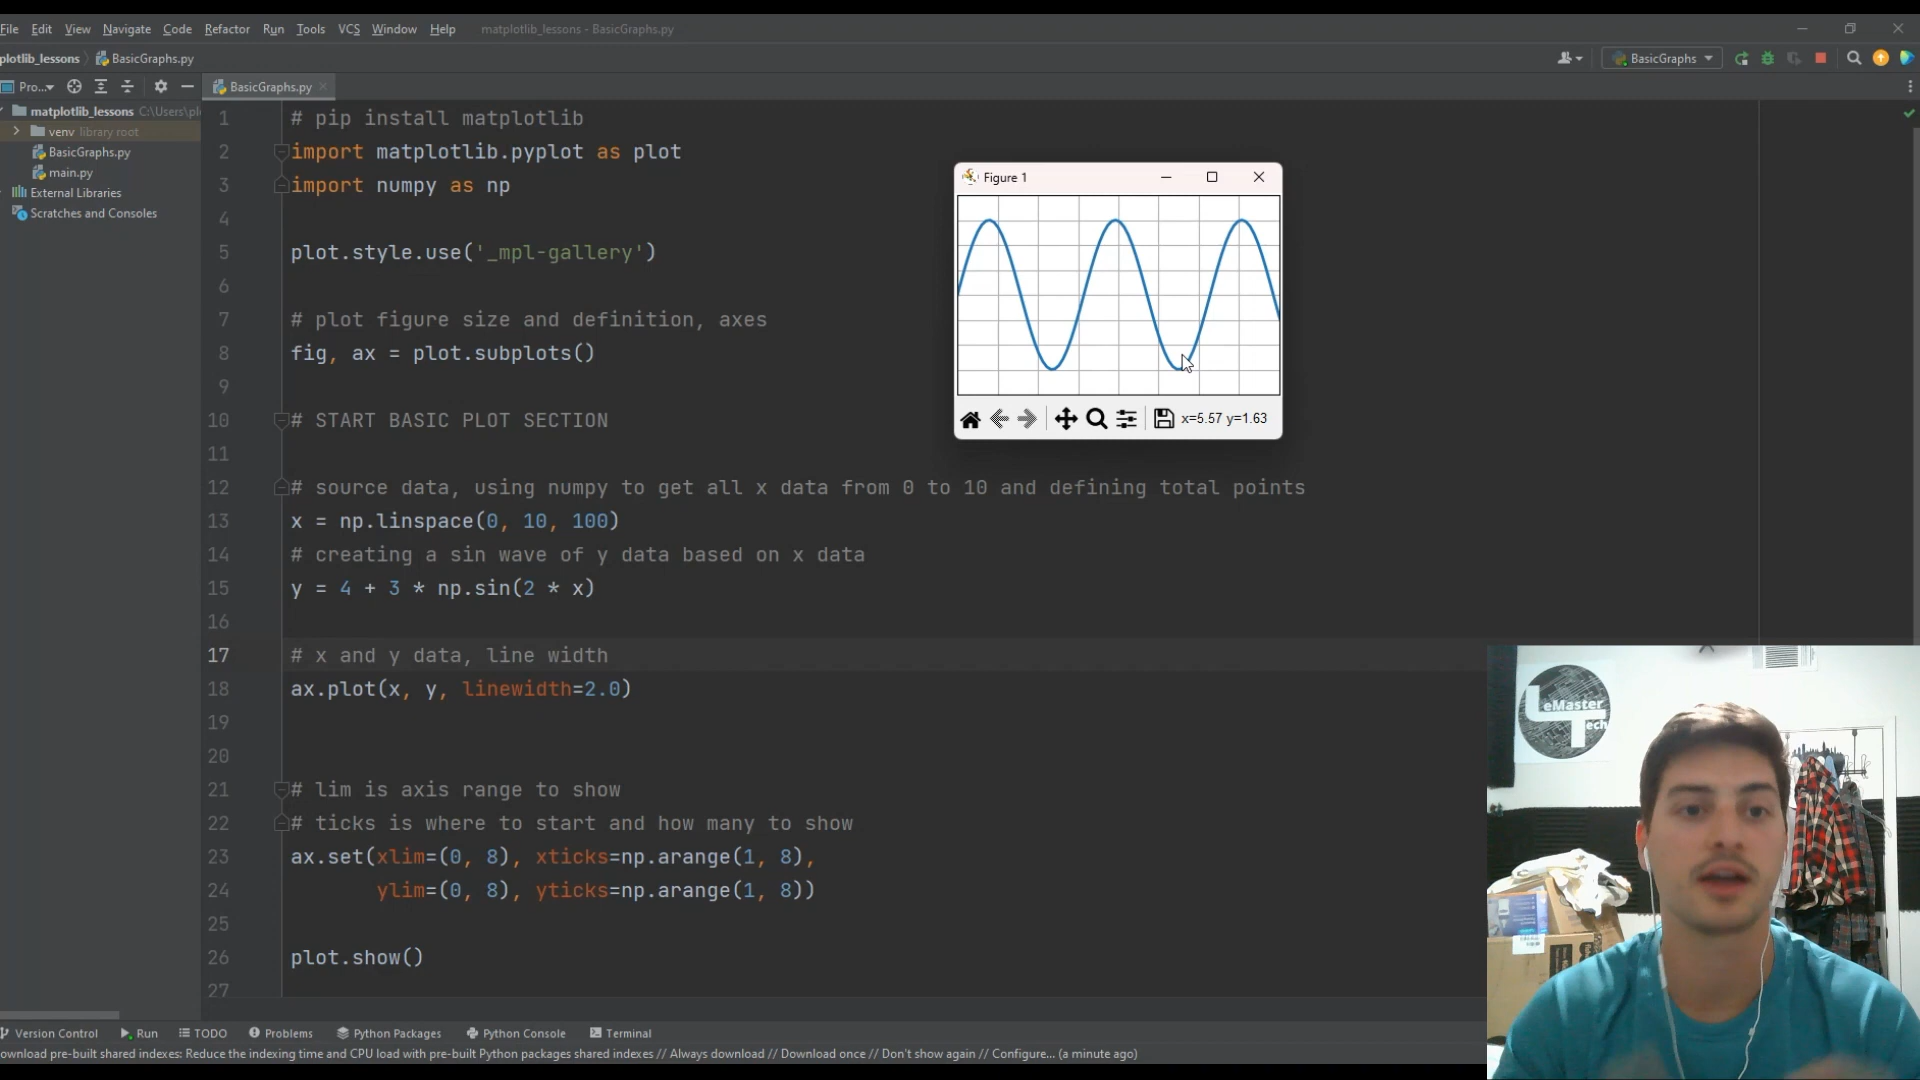 File Edit View Navigate Code Refactor Run Tools VCS Window Help matplotlib_lessons - BasicGraphs.py
plotlib_lessons BasicGraphs.py
BasicGraphs
Pro...
BasicGraphs.py
matplotlib_lessons C:\Users\pl
venv library root
BasicGraphs.py
main.py
External Libraries
Scratches and Consoles
1 # pip install matplotlib
2 import matplotlib.pyplot as plot
3 import numpy as np
4
5 plot.style.use('_mpl-gallery')
6
7 # plot figure size and definition, axes
8 fig, ax = plot.subplots()
9
10 # START BASIC PLOT SECTION
11
12 # source data, using numpy to get all x data from 0 to 10 and defining total points
13 x = np.linspace(0, 10, 100)
14 # creating a sin wave of y data based on x data
15 y = 4 + 3 * np.sin(2 * x)
16
17 # x and y data, line width
18 ax.plot(x, y, linewidth=2.0)
19
20
21 # lim is axis range to show
22 # ticks is where to start and how many to show
23 ax.set(xlim=(0, 8), xticks=np.arange(1, 8),
24 ylim=(0, 8), yticks=np.arange(1, 8))
25
26 plot.show()
27
Figure 1
x=5.57 y=1.63
LeMaster
Tech
Version Control Run TODO Problems Python Packages Python Console Terminal
ownload pre-built shared indexes: Reduce the indexing time and CPU load with pre-built Python packages shared indexes // Always download // Download once // Don't show again // Configure... (a minute ago)